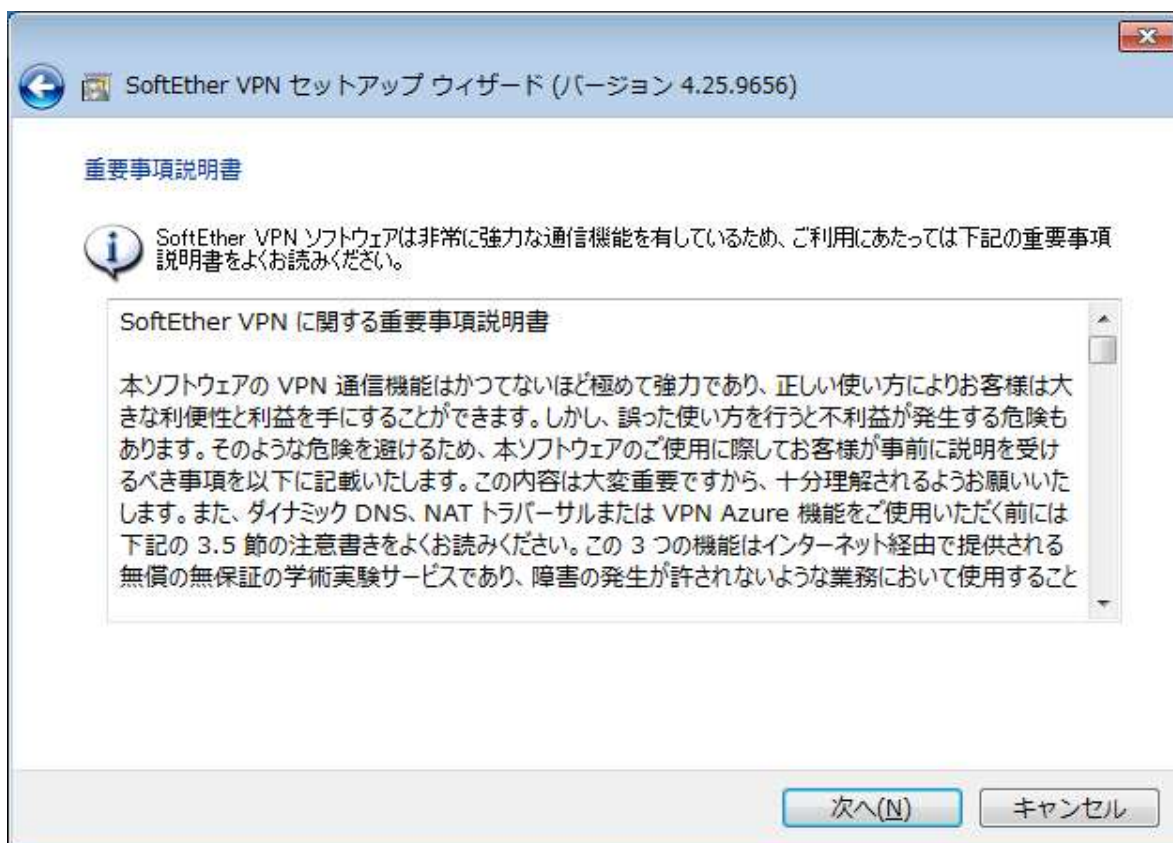 SoftEther VPN セットアップ ウィザード (バージョン 4.25.9656)
重要事項説明書
SoftEther VPN ソフトウェアは非常に強力な通信機能を有しているため、ご利用にあたっては下記の重要事項
説明書をよくお読みください。
SoftEther VPN に関する重要事項説明書
本ソフトウェアの VPN 通信機能はかつてないほど極めて強力であり、正しい使い方によりお客様は大
きな利便性と利益を手にすることができます。しかし、誤った使い方を行うと不利益が発生する危険も
あります。そのような危険を避けるため、本ソフトウェアのご使用に際してお客様が事前に説明を受け
るべき事項を以下に記載いたします。この内容は大変重要ですから、十分理解されるようお願いいた
します。また、ダイナミック DNS、NAT トラバーサルまたは VPN Azure 機能をご使用いただく前には
下記の 3.5 節の注意書きをよくお読みください。この 3 つの機能はインターネット経由で提供される
無償の無保証の学術実験サービスであり、障害の発生が許されないような業務において使用すること
次へ(N)
キャンセル